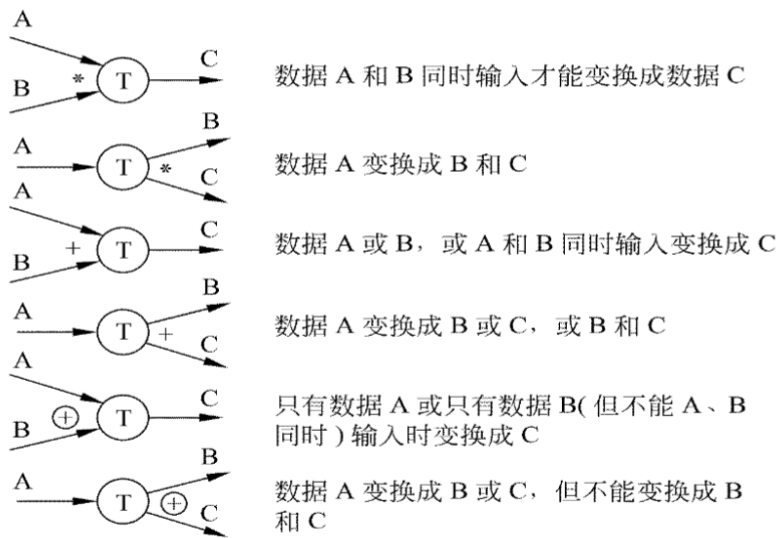 A
B
*
T
C
数据 A 和 B 同时输入才能变换成数据 C
A
T
*
B
C
数据 A 变换成 B 和 C
A
B
+
T
C
数据 A 或 B，或 A 和 B 同时输入变换成 C
A
T
+
B
C
数据 A 变换成 B 或 C，或 B 和 C
A
B
⊕
T
C
只有数据 A 或只有数据 B( 但不能 A、B
同时 ) 输入时变换成 C
A
T
⊕
B
C
数据 A 变换成 B 或 C，但不能变换成 B
和 C